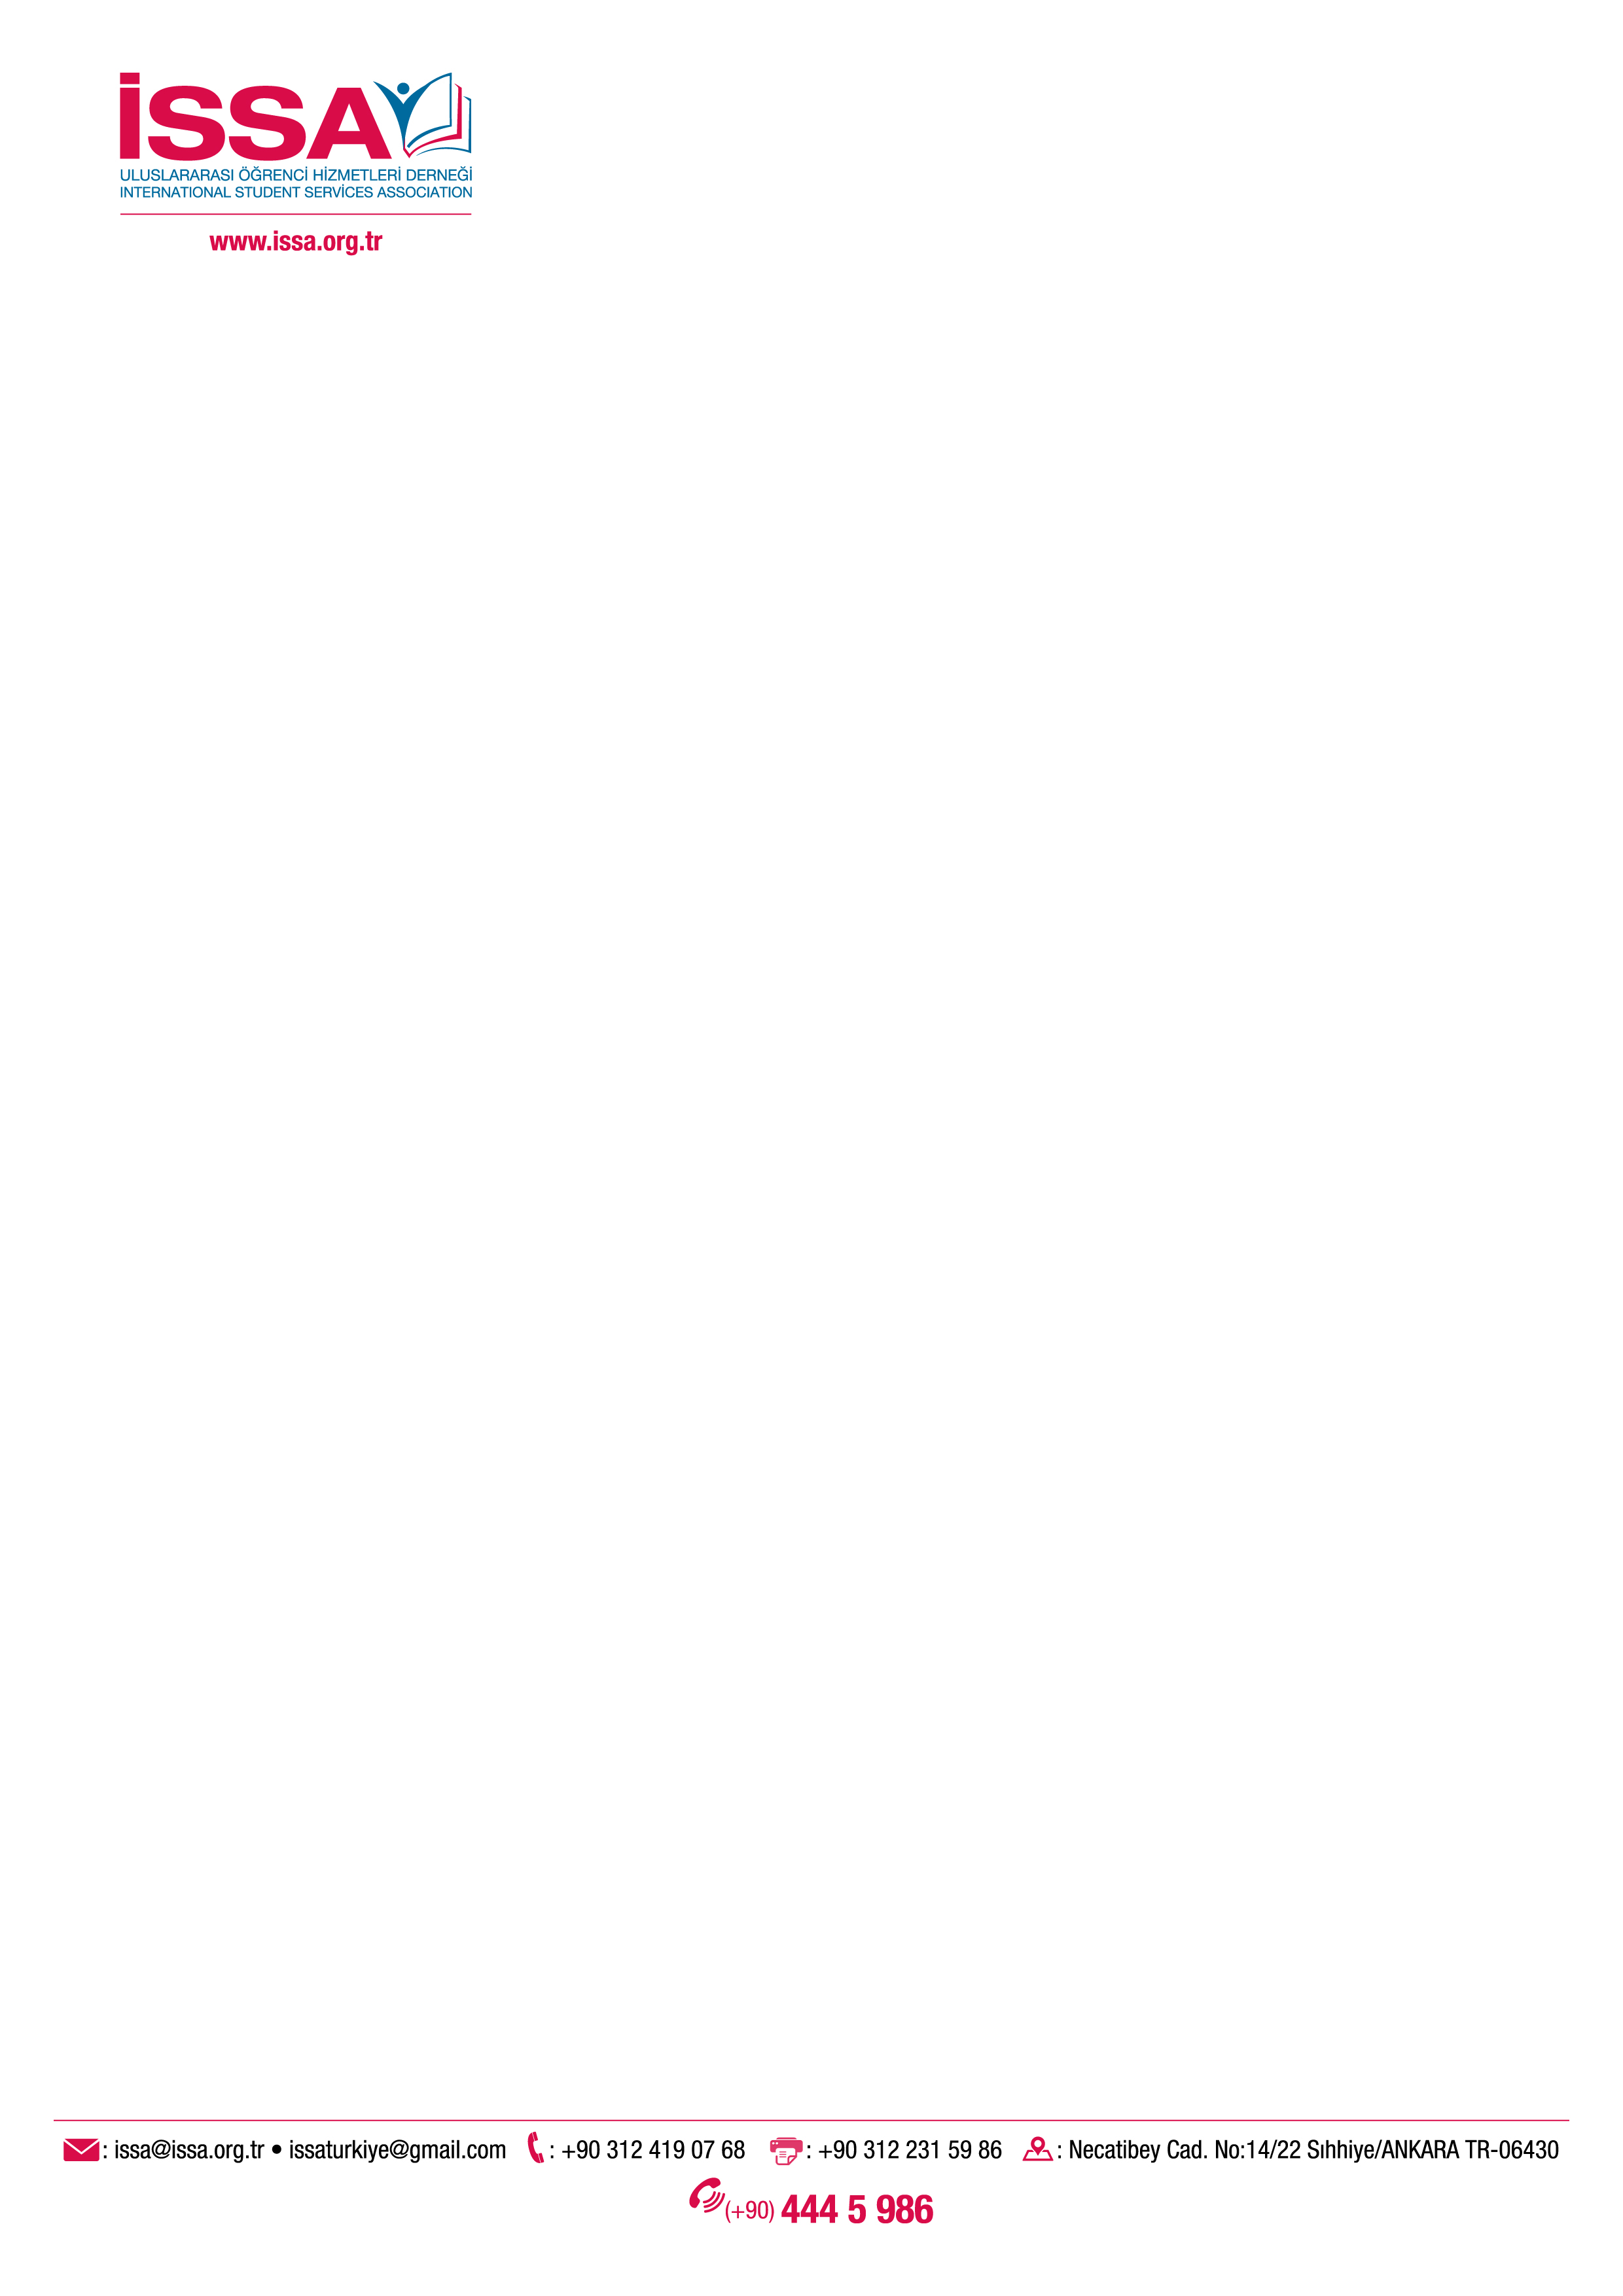 İSSA
ULUSLARARASI ÖĞRENCİ HİZMETLERİ DERNEĞİ
INTERNATIONAL STUDENT SERVİCES ASSOCIATION
www.issa.org.tr
: issa@issa.org.tr • issaturkiye@gmail.com : +90 312 419 07 68 : +90 312 231 59 86 : Necatibey Cad. No:14/22 Sıhhiye/ANKARA TR-06430
(+90) 444 5 986